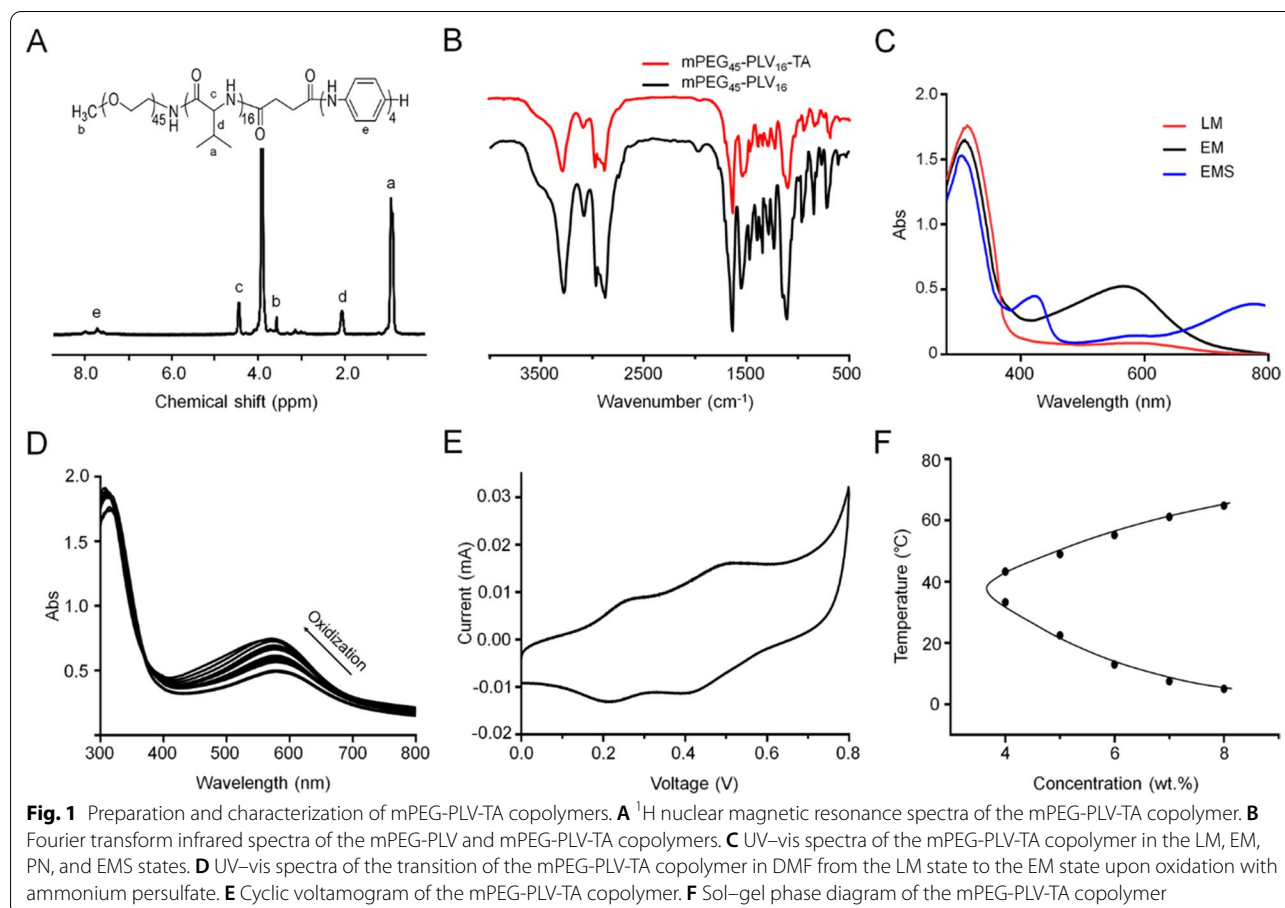 A
B
C
O
c
O
O
H
N
H₃C
b
O
45
N
H
d
a
H
N
16
O
N
H
e
4
H
a
c
b
d
e
8.0
6.0
4.0
2.0
Chemical shift (ppm)
mPEG₄₅-PLV₁₆-TA
mPEG₄₅-PLV₁₆
3500
2500
1500
500
Wavenumber (cm⁻¹)
LM
EM
EMS
2.0
1.5
1.0
0.5
0
Abs
400
600
800
Wavelength (nm)
D
E
F
2.0
1.5
1.0
0.5
Abs
Oxidization
300
400
500
600
700
800
Wavelength (nm)
0.03
0.02
0.01
0.00
-0.01
-0.02
Current (mA)
0.0
0.2
0.4
0.6
0.8
Voltage (V)
80
60
40
20
0
Temperature (°C)
4
5
6
7
8
Concentration (wt.%)
Fig. 1 Preparation and characterization of mPEG-PLV-TA copolymers. A ¹H nuclear magnetic resonance spectra of the mPEG-PLV-TA copolymer. B
Fourier transform infrared spectra of the mPEG-PLV and mPEG-PLV-TA copolymers. C UV–vis spectra of the mPEG-PLV-TA copolymer in the LM, EM,
PN, and EMS states. D UV–vis spectra of the transition of the mPEG-PLV-TA copolymer in DMF from the LM state to the EM state upon oxidation with
ammonium persulfate. E Cyclic voltamogram of the mPEG-PLV-TA copolymer. F Sol–gel phase diagram of the mPEG-PLV-TA copolymer